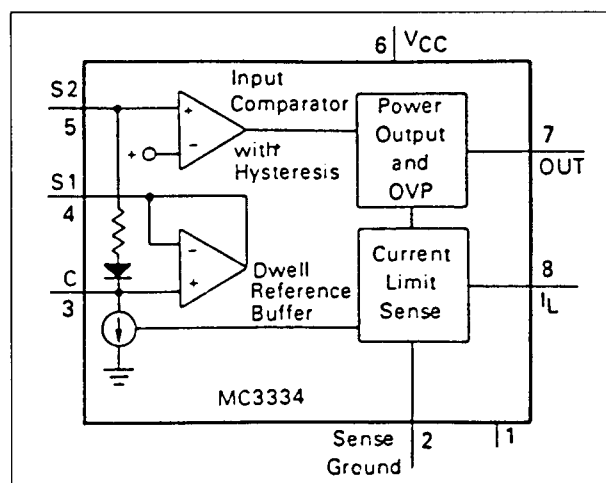 6 VCC
S2
5
Input
Comparator
with
Hysteresis
+
-
+
Power
Output
and
OVP
7
OUT
S1
4
-
+
Dwell
Reference
Buffer
C
3
Current
Limit
Sense
8
IL
MC3334
Sense
Ground
2
1